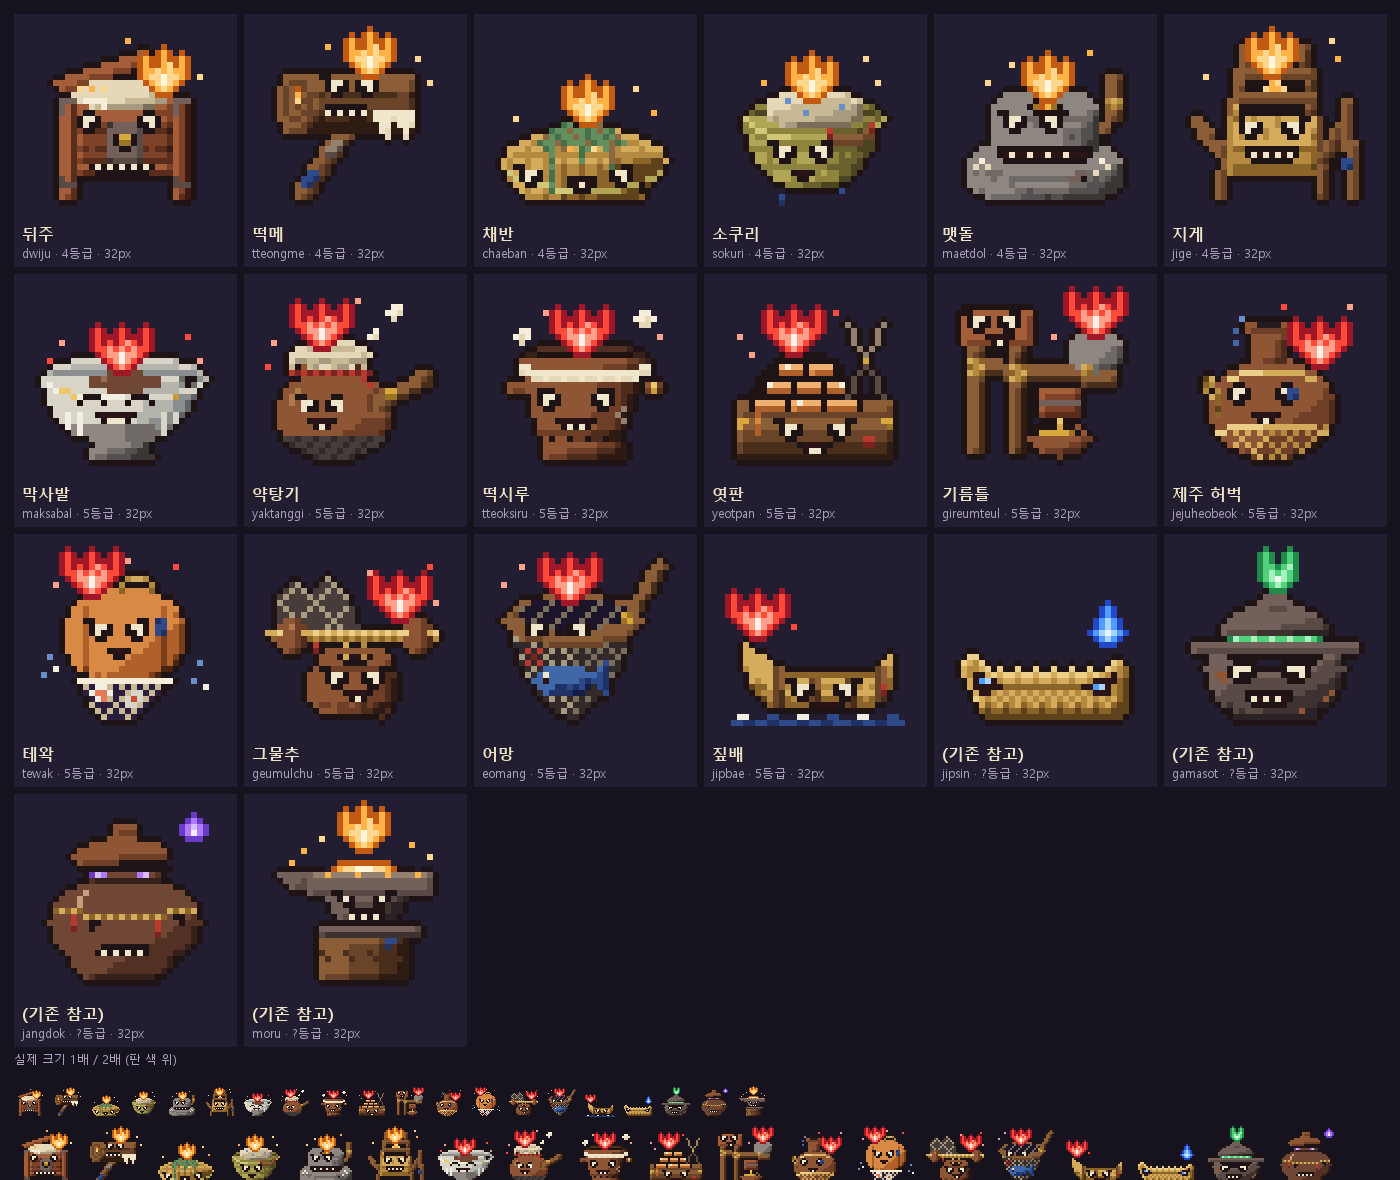 뒤주
dwiju · 4등급 · 32px
떡메
tteongme · 4등급 · 32px
채반
chaeban · 4등급 · 32px
소쿠리
sokuri · 4등급 · 32px
맷돌
maetdol · 4등급 · 32px
지게
jige · 4등급 · 32px
막사발
maksabal · 5등급 · 32px
약탕기
yaktanggi · 5등급 · 32px
떡시루
tteoksiru · 5등급 · 32px
엿판
yeotpan · 5등급 · 32px
기름틀
gireumteul · 5등급 · 32px
제주 허벅
jejuheobeok · 5등급 · 32px
테왁
tewak · 5등급 · 32px
그물추
geumulchu · 5등급 · 32px
어망
eomang · 5등급 · 32px
짚배
jipbae · 5등급 · 32px
(기존 참고)
jipsin · ?등급 · 32px
(기존 참고)
gamasot · ?등급 · 32px
(기존 참고)
jangdok · ?등급 · 32px
(기존 참고)
moru · ?등급 · 32px
실제 크기 1배 / 2배 (판 색 위)